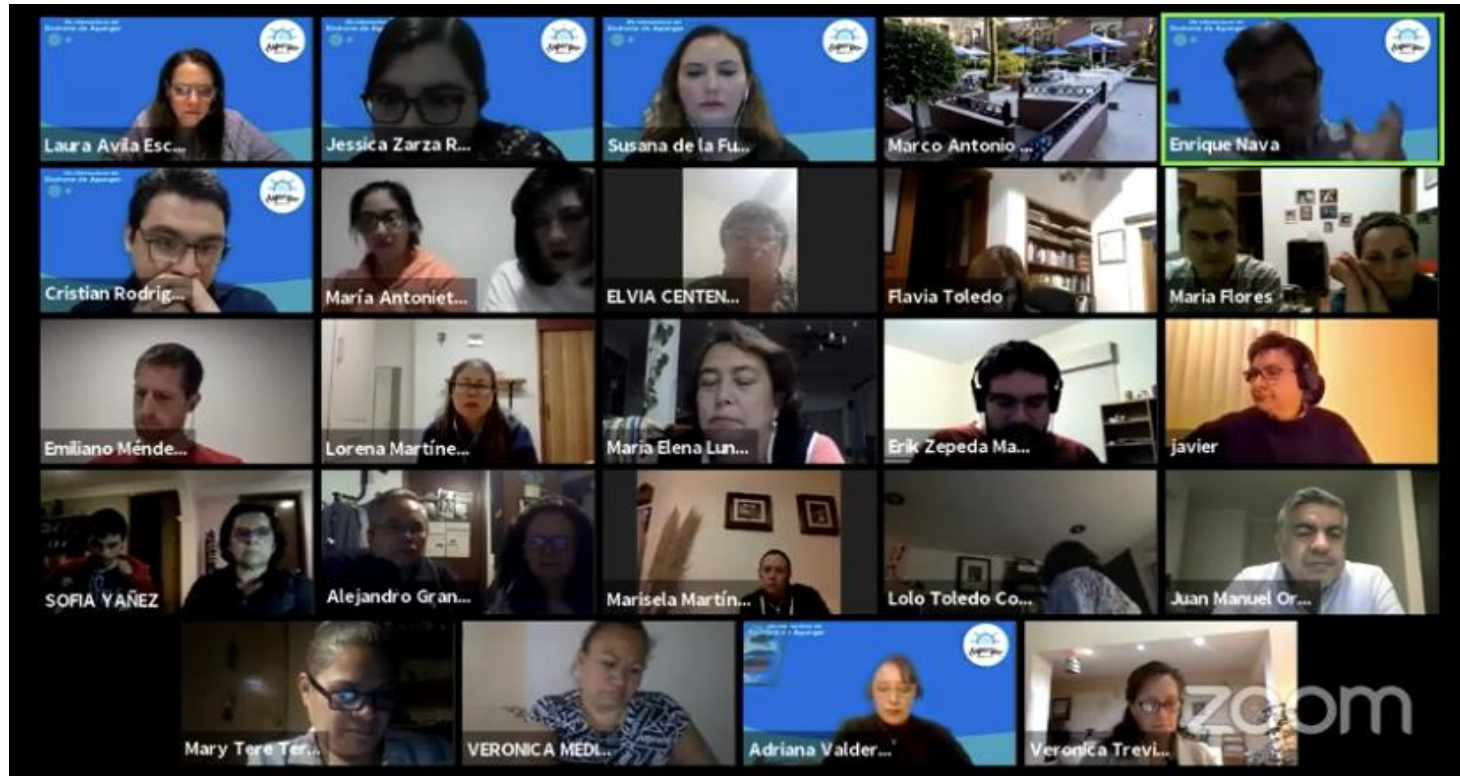 Laura Avila Esc...
Jessica Zarza R...
Susana de la Fu...
Marco Antonio ...
Enrique Nava
Cristian Rodrig...
María Antoniet...
ELVIA CENTEN...
Flavia Toledo
Maria Flores
Emiliano Ménde...
Lorena Martíne...
Maria Elena Lun...
Erik Zepeda Ma...
javier
SOFIA YAÑEZ
Alejandro Gran...
Marisela Martín...
Lolo Toledo Co...
Juan Manuel Or...
Mary Tere Ter...
VERONICA MEDI...
Adriana Valder...
Veronica Trevi...
zoom